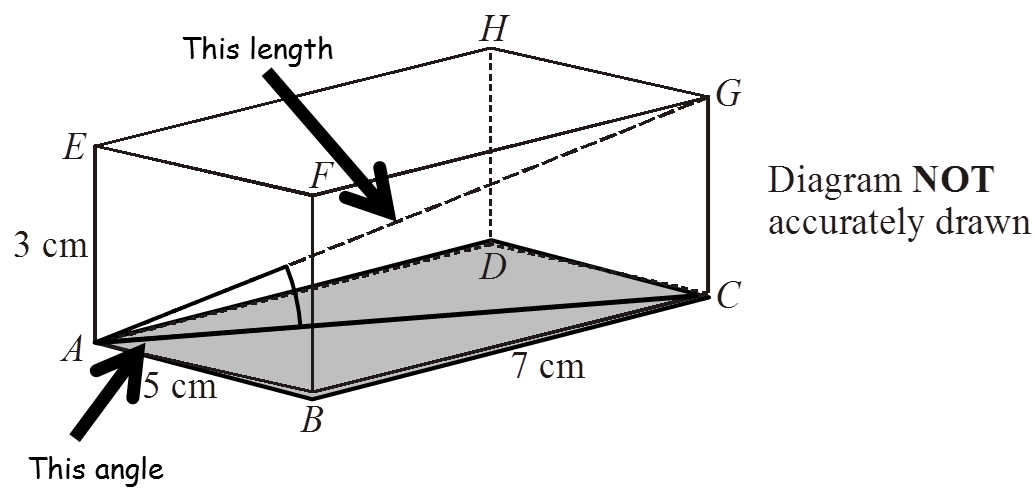 This length
H
G
E
F
Diagram NOT
accurately drawn
3 cm
D
C
A
5 cm
7 cm
B
This angle